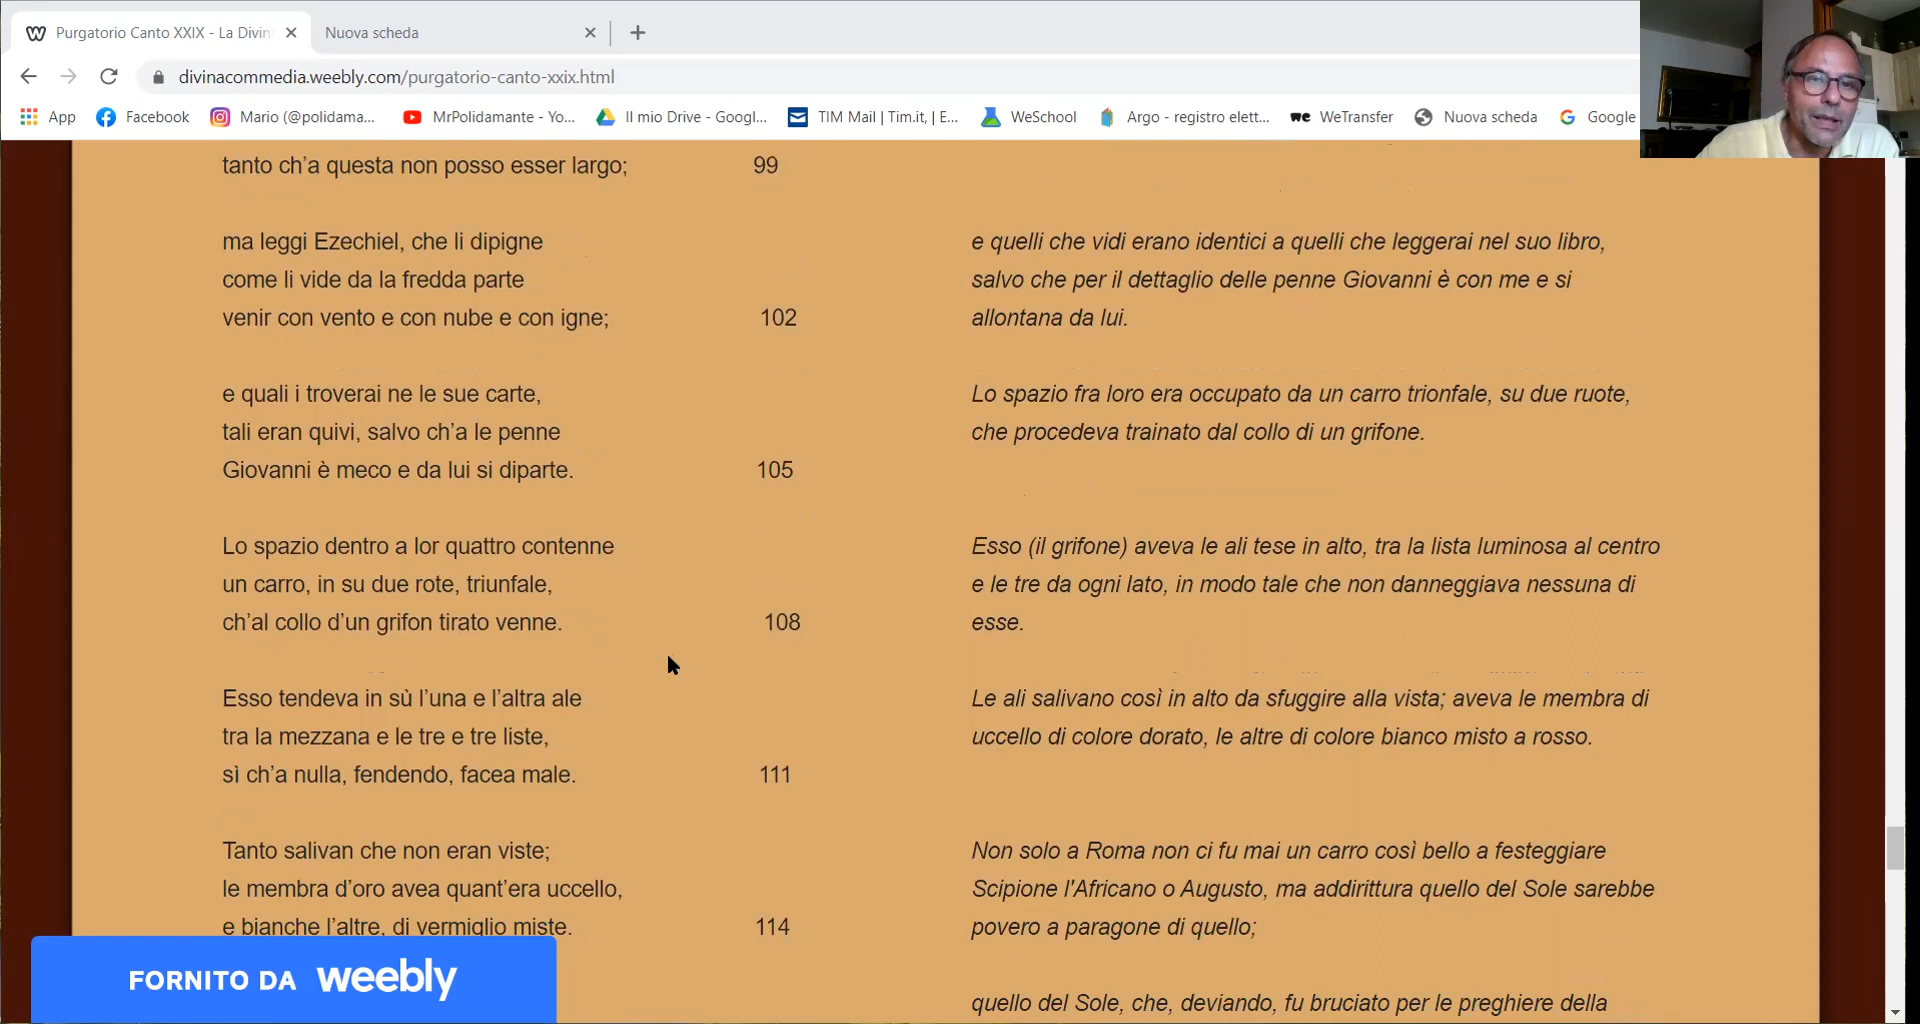 Purgatorio Canto XXIX - La Divin
Nuova scheda
divinacommedia.weebly.com/purgatorio-canto-xxix.html
App
Facebook
Mario (@polidama...
MrPolidamante - Yo...
Il mio Drive - Googl...
TIM Mail | Tim.it, | E...
WeSchool
Argo - registro elett...
WeTransfer
Nuova scheda
Google
tanto ch'a questa non posso esser largo; 99
ma leggi Ezechiel, che li dipigne
come li vide da la fredda parte
venir con vento e con nube e con igne; 102
e quali i troverai ne le sue carte,
tali eran quivi, salvo ch'a le penne
Giovanni è meco e da lui si diparte. 105
Lo spazio dentro a lor quattro contenne
un carro, in su due rote, triunfale,
ch'al collo d'un grifon tirato venne. 108
Esso tendeva in sù l'una e l'altra ale
tra la mezzana e le tre e tre liste,
sì ch'a nulla, fendendo, facea male. 111
Tanto salivan che non eran viste;
le membra d'oro avea quant'era uccello,
e bianche l'altre, di vermiglio miste. 114
e quelli che vidi erano identici a quelli che leggerai nel suo libro,
salvo che per il dettaglio delle penne Giovanni è con me e si
allontana da lui.
Lo spazio fra loro era occupato da un carro trionfale, su due ruote,
che procedeva trainato dal collo di un grifone.
Esso (il grifone) aveva le ali tese in alto, tra la lista luminosa al centro
e le tre da ogni lato, in modo tale che non danneggiava nessuna di
esse.
Le ali salivano così in alto da sfuggire alla vista; aveva le membra di
uccello di colore dorato, le altre di colore bianco misto a rosso.
Non solo a Roma non ci fu mai un carro così bello a festeggiare
Scipione l'Africano o Augusto, ma addirittura quello del Sole sarebbe
povero a paragone di quello;
quello del Sole, che, deviando, fu bruciato per le preghiere della
FORNITO DA weebly